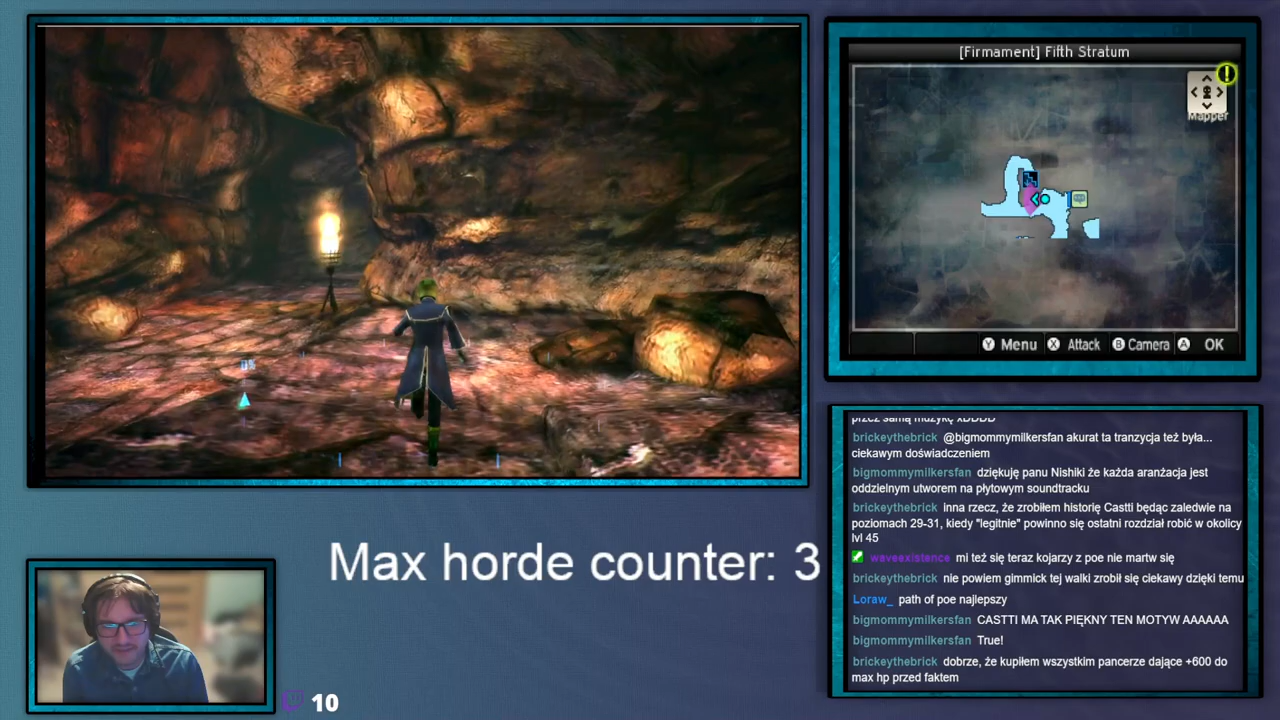 [Firmament] Fifth Stratum
Mapper
Y Menu X Attack B Camera A OK
0%
przez samą muzykę xDDDD
brickeythebrick @bigmommymilkersfan akurat ta tranzycja też była...
ciekawym doświadczeniem
bigmommymilkersfan dziękuję panu Nishiki że każda aranżacja jest
oddzielnym utworem na płytowym soundtracku
brickeythebrick inna rzecz, że zrobiłem historię Castti będąc zaledwie na
poziomach 29-31, kiedy "legitnie" powinno się ostatni rozdział robić w okolicy
lvl 45
waveexistence mi też się teraz kojarzy z poe nie martw się
brickeythebrick nie powiem gimmick tej walki zrobił się ciekawy dzięki temu
Loraw_ path of poe najlepszy
bigmommymilkersfan CASTTI MA TAK PIĘKNY TEN MOTYW AAAAAA
bigmommymilkersfan True!
brickeythebrick dobrze, że kupiłem wszystkim pancerze dające +600 do
max hp przed faktem
Max horde counter: 3
10